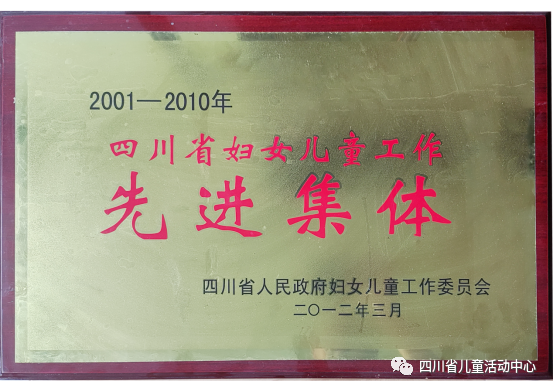 2001—2010年
四川省妇女儿童工作
先进集体
四川省人民政府妇女儿童工作委员会
二〇一二年三月
四川省儿童活动中心